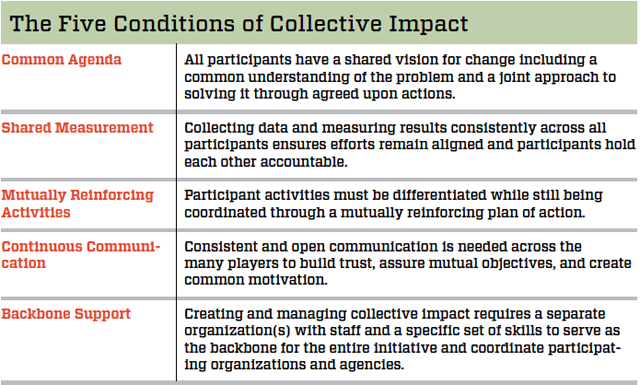 The Five Conditions of Collective Impact
Common Agenda
All participants have a shared vision for change including a
common understanding of the problem and a joint approach to
solving it through agreed upon actions.
Shared Measurement
Collecting data and measuring results consistently across all
participants ensures efforts remain aligned and participants hold
each other accountable.
Mutually Reinforcing
Activities
Participant activities must be differentiated while still being
coordinated through a mutually reinforcing plan of action.
Continuous Communi-
cation
Consistent and open communication is needed across the
many players to build trust, assure mutual objectives, and create
common motivation.
Backbone Support
Creating and managing collective impact requires a separate
organization(s) with staff and a specific set of skills to serve as
the backbone for the entire initiative and coordinate participat-
ing organizations and agencies.